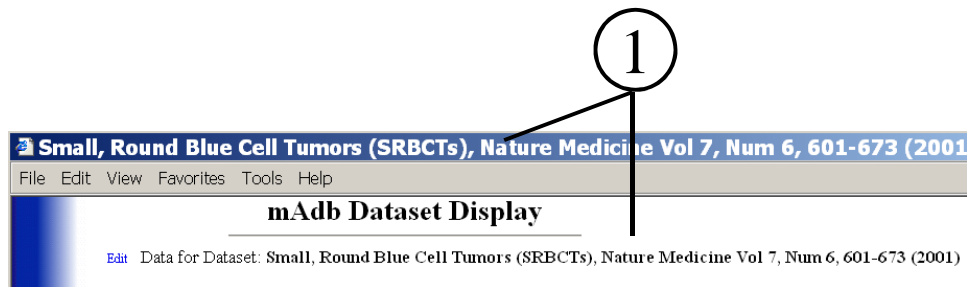 1
Small, Round Blue Cell Tumors (SRBCTs), Nature Medicine Vol 7, Num 6, 601-673 (2001
File Edit View Favorites Tools Help
mAdb Dataset Display
Edit Data for Dataset: Small, Round Blue Cell Tumors (SRBCTs), Nature Medicine Vol 7, Num 6, 601-673 (2001)